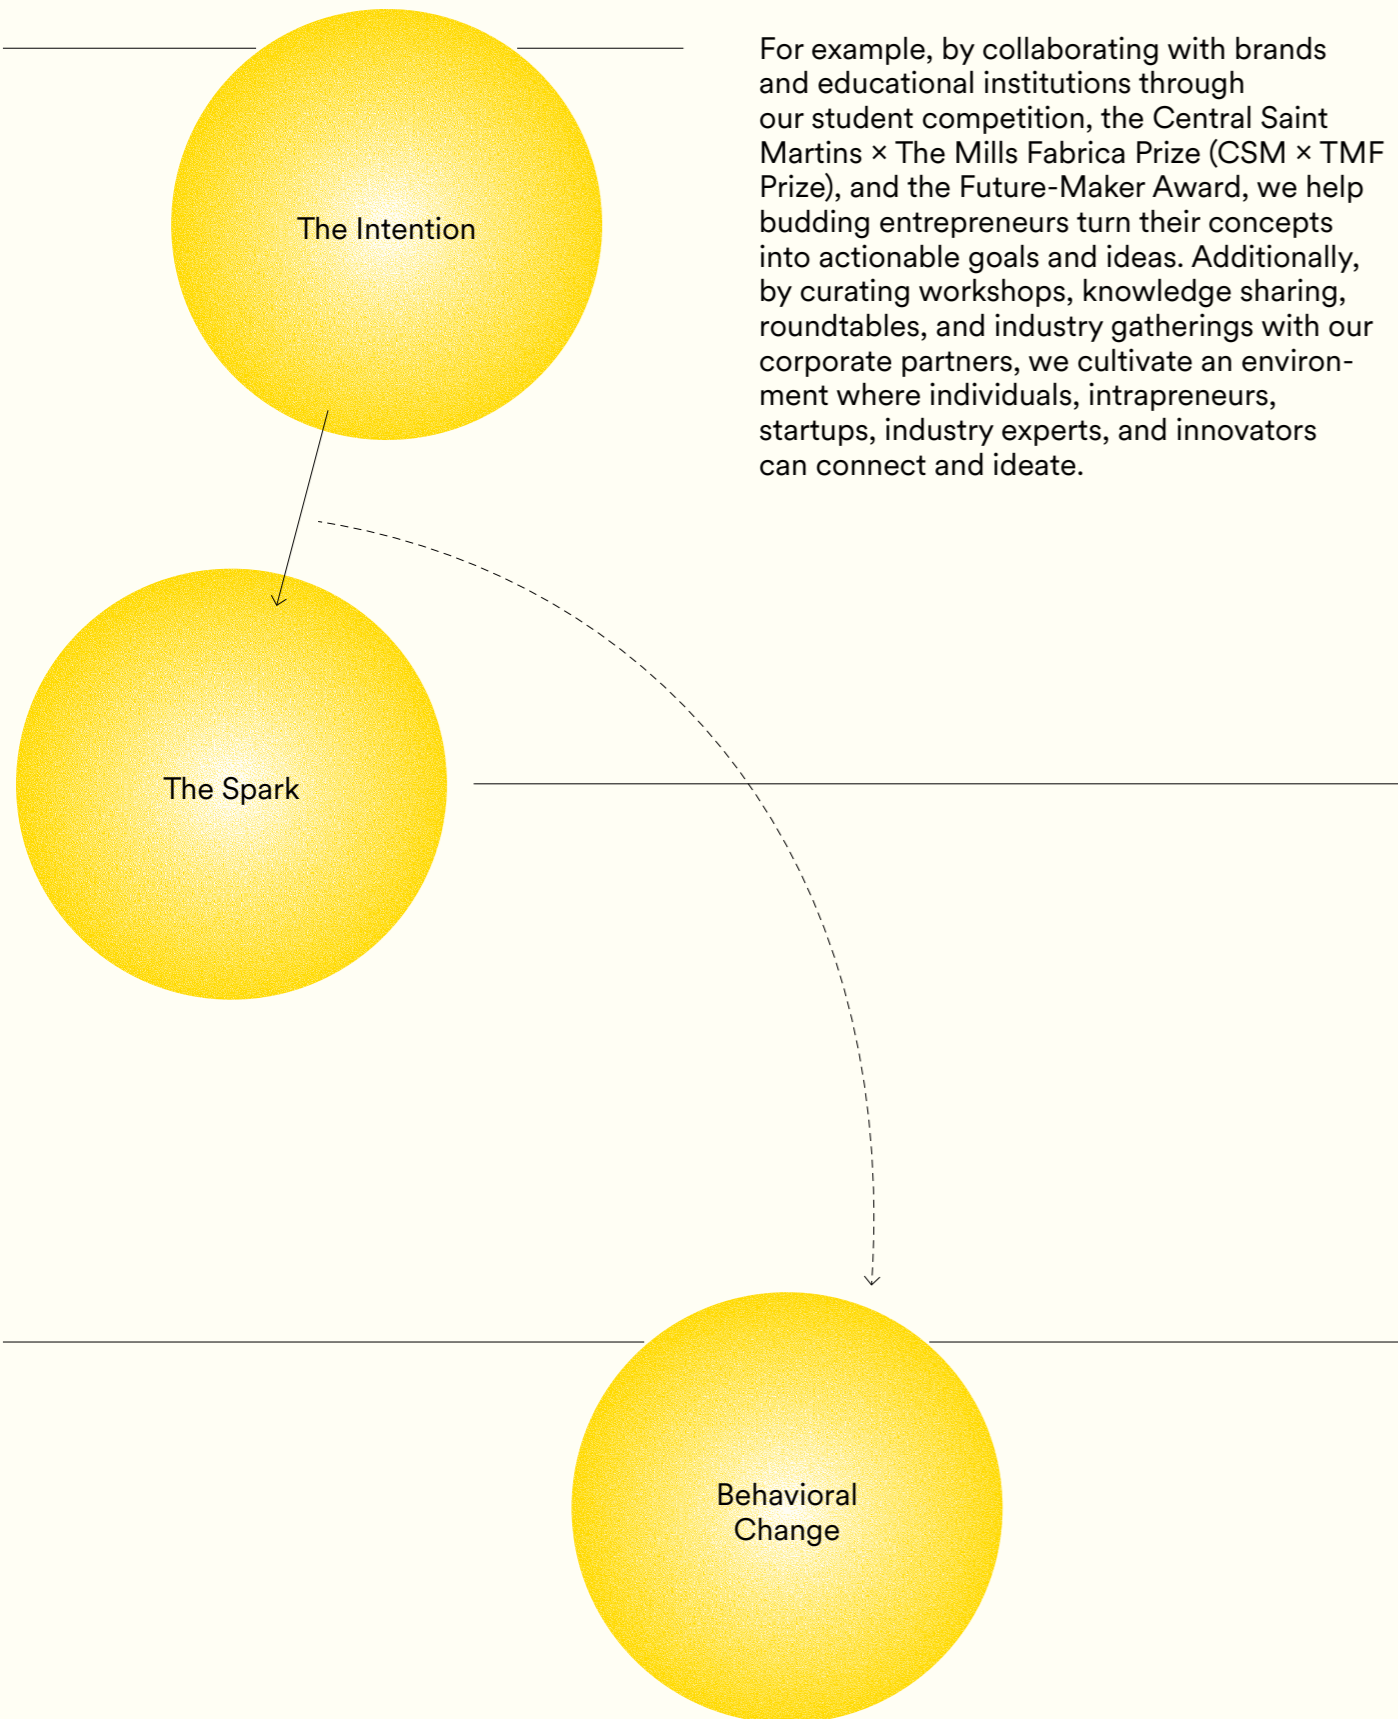 The Intention
For example, by collaborating with brands
and educational institutions through
our student competition, the Central Saint
Martins × The Mills Fabrica Prize (CSM × TMF
Prize), and the Future-Maker Award, we help
budding entrepreneurs turn their concepts
into actionable goals and ideas. Additionally,
by curating workshops, knowledge sharing,
roundtables, and industry gatherings with our
corporate partners, we cultivate an environ-
ment where individuals, intrapreneurs,
startups, industry experts, and innovators
can connect and ideate.
The Spark
Behavioral
Change